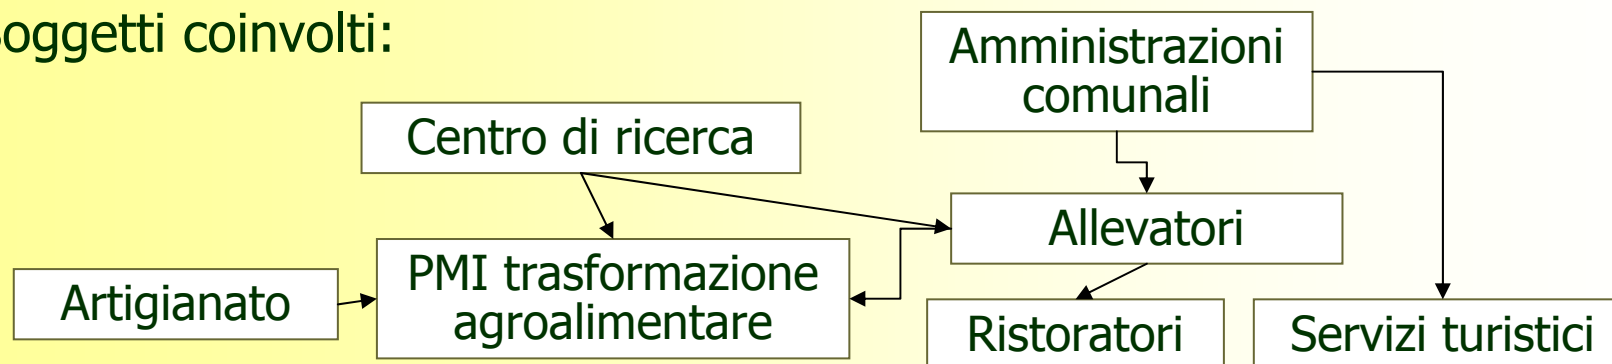 oggetti coinvolti:
Amministrazioni
comunali
Centro di ricerca
Allevatori
PMI trasformazione
agroalimentare
Artigianato
Ristoratori
Servizi turistici